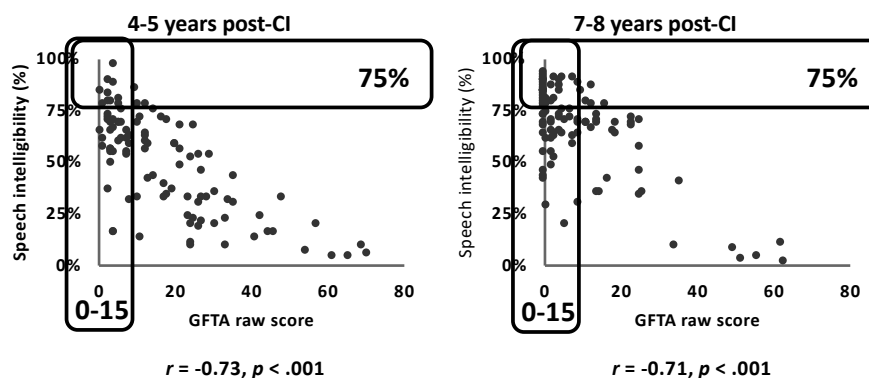 4-5 years post-CI
Speech intelligibility (%)
100%
75%
50%
25%
0%
75%
0-15
0 20 40 60 80
GFTA raw score
r = -0.73, p < .001
7-8 years post-CI
Speech intelligibility (%)
100%
75%
50%
25%
0%
75%
0-15
0 20 40 60 80
GFTA raw score
r = -0.71, p < .001